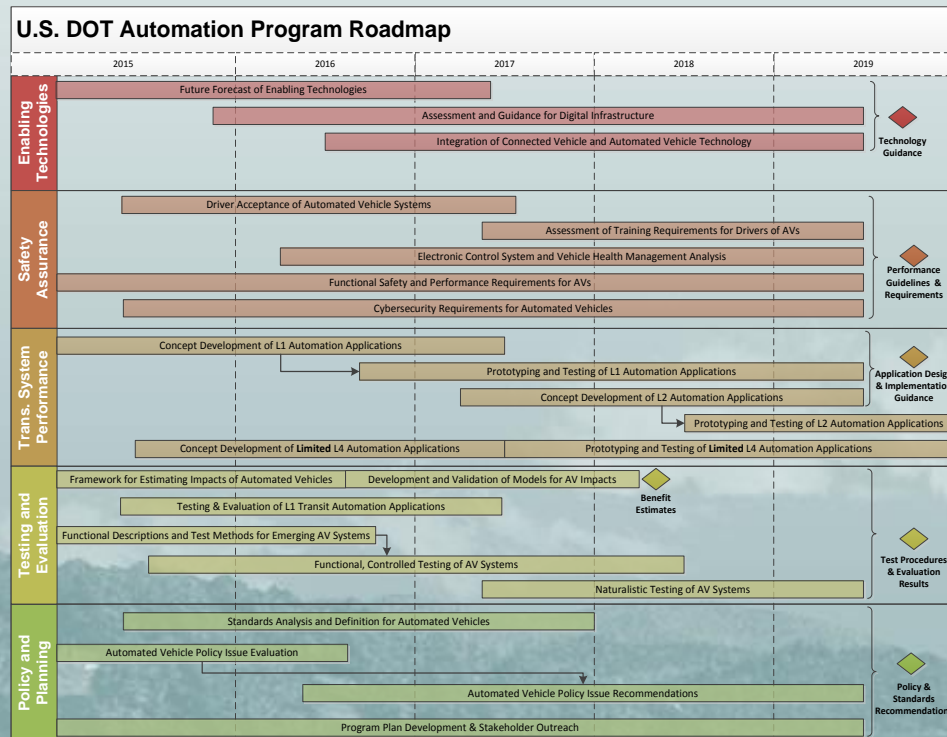 U.S. DOT Automation Program Roadmap
2015 2016 2017 2018 2019
Enabling
Technologies
Future Forecast of Enabling Technologies
Assessment and Guidance for Digital Infrastructure
Integration of Connected Vehicle and Automated Vehicle Technology
Technology
Guidance
Safety
Assurance
Driver Acceptance of Automated Vehicle Systems
Assessment of Training Requirements for Drivers of AVs
Electronic Control System and Vehicle Health Management Analysis
Functional Safety and Performance Requirements for AVs
Cybersecurity Requirements for Automated Vehicles
Performance
Guidelines &
Requirements
Trans. System
Performance
Concept Development of L1 Automation Applications
Prototyping and Testing of L1 Automation Applications
Concept Development of L2 Automation Applications
Prototyping and Testing of L2 Automation Applications
Concept Development of Limited L4 Automation Applications
Prototyping and Testing of Limited L4 Automation Applications
Application Desig
& Implementatio
Guidance
Testing and
Evaluation
Framework for Estimating Impacts of Automated Vehicles
Development and Validation of Models for AV Impacts
Benefit
Estimates
Testing & Evaluation of L1 Transit Automation Applications
Functional Descriptions and Test Methods for Emerging AV Systems
Functional, Controlled Testing of AV Systems
Naturalistic Testing of AV Systems
Test Procedures
& Evaluation
Results
Policy and
Planning
Standards Analysis and Definition for Automated Vehicles
Automated Vehicle Policy Issue Evaluation
Automated Vehicle Policy Issue Recommendations
Program Plan Development & Stakeholder Outreach
Policy &
Standards
Recommendation